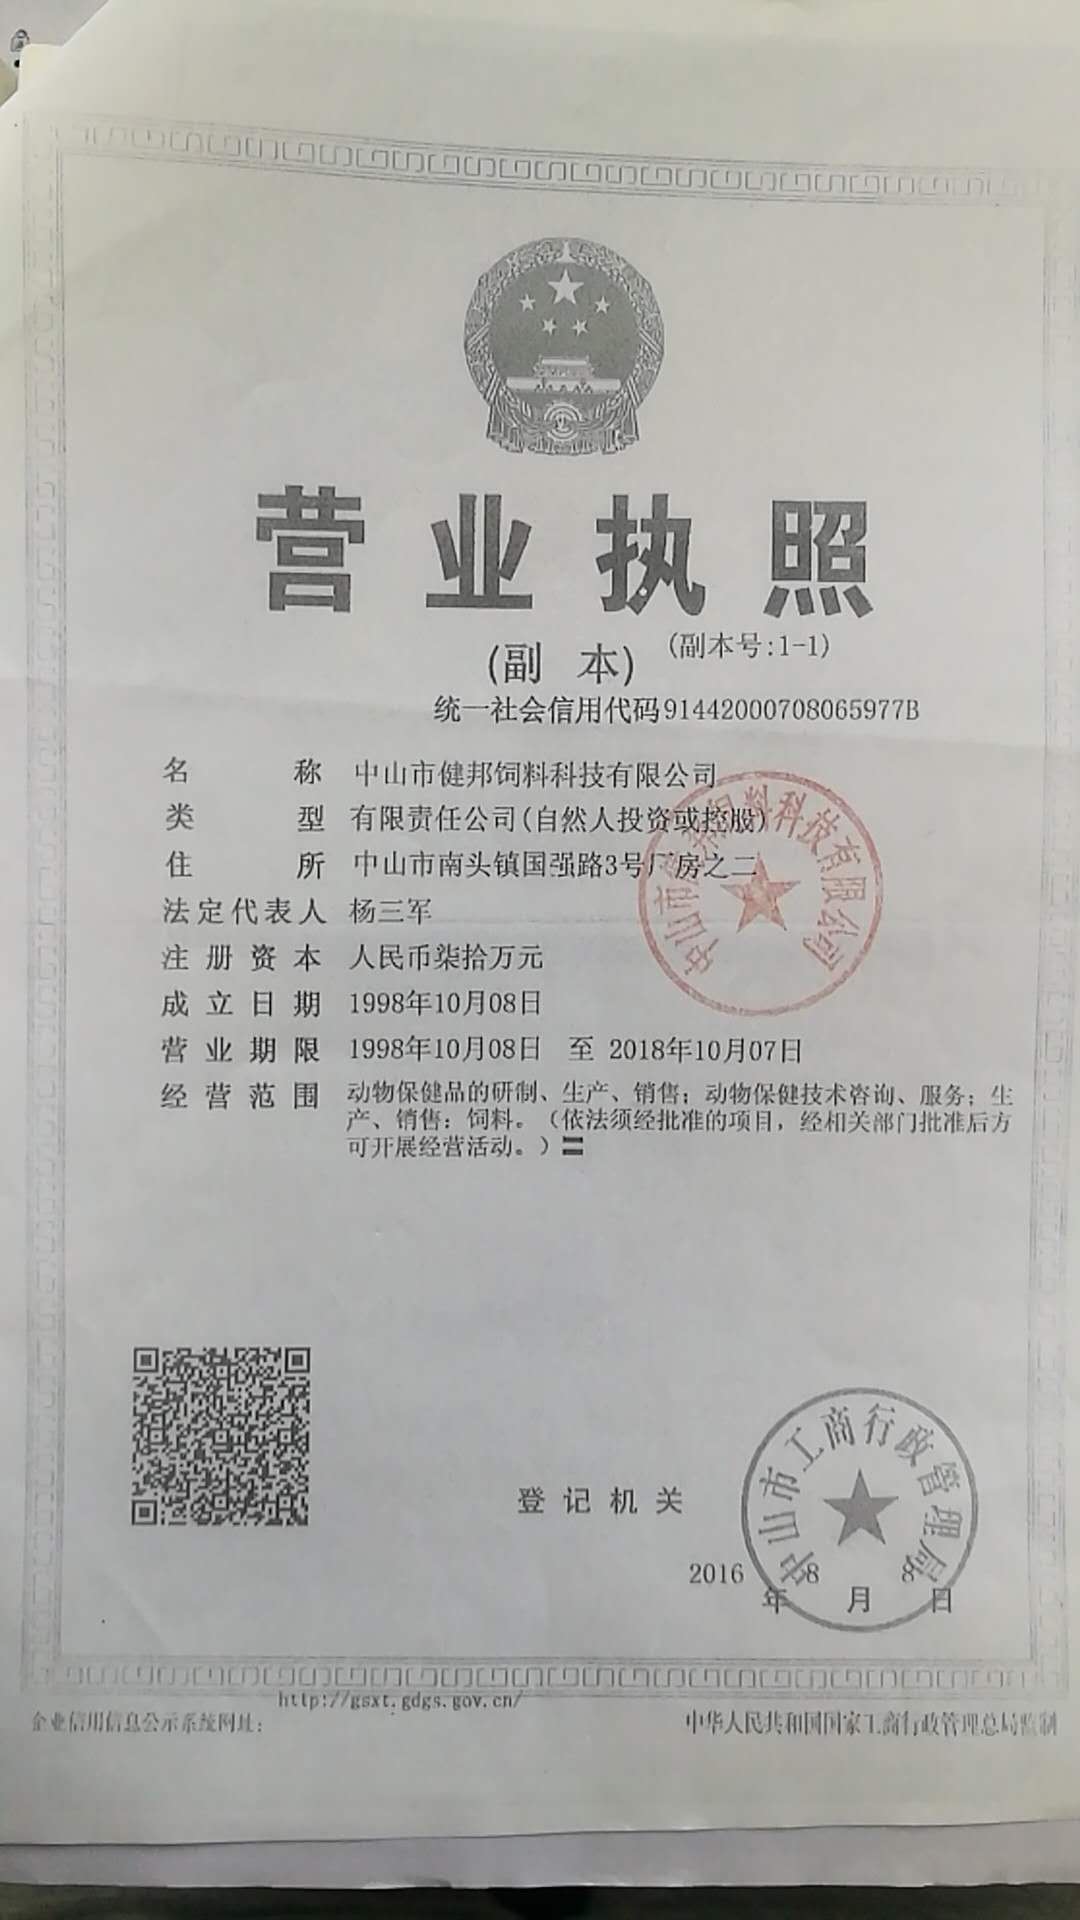 营业执照
(副 本) (副本号:1-1)
统一社会信用代码91442000708065977B
名 称 中山市健邦饲料科技有限公司
类 型 有限责任公司(自然人投资或控股)
住 所 中山市南头镇国强路3号厂房之二
法定代表人 杨三军
注册资本 人民币柒拾万元
成立日期 1998年10月08日
营业期限 1998年10月08日 至 2018年10月07日
经营范围 动物保健品的研制、生产、销售；动物保健技术咨询、服务；生
产、销售：饲料。（依法须经批准的项目，经相关部门批准后方
可开展经营活动。）〓
中山市健邦饲料科技有限公司
登记机关
中山市工商行政管理局
2016年8月8日
http://gsxt.gdgs.gov.cn/
企业信用信息公示系统网址：
中华人民共和国国家工商行政管理总局监制